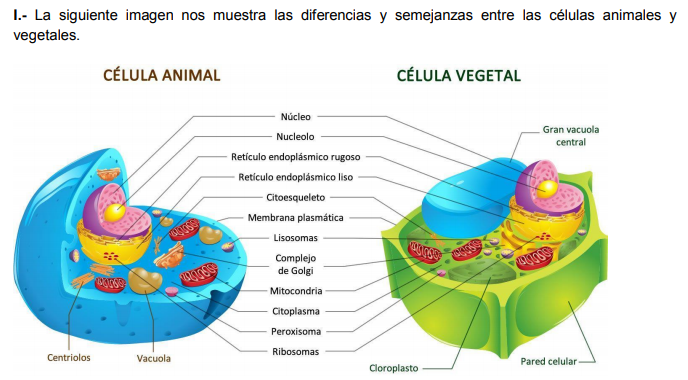 I.- La siguiente imagen nos muestra las diferencias y semejanzas entre las células animales y
vegetales.
CÉLULA ANIMAL
CÉLULA VEGETAL
Núcleo
Nucleolo
Retículo endoplásmico rugoso
Retículo endoplásmico liso
Citoesqueleto
Membrana plasmática
Lisosomas
Complejo
de Golgi
Mitocondria
Citoplasma
Peroxisoma
Ribosomas
Gran vacuola
central
Centriolos
Vacuola
Cloroplasto
Pared celular